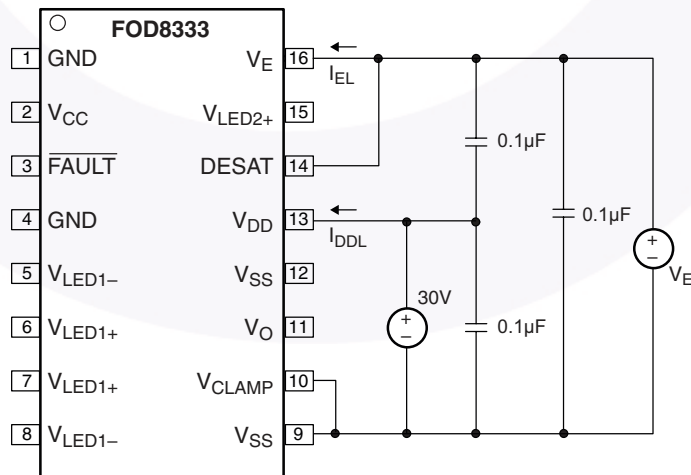 FOD8333
1 GND
2 VCC
3 FAULT
4 GND
5 VLED1-
6 VLED1+
7 VLED1+
8 VLED1-
VE 16
VLED2+ 15
DESAT 14
VDD 13
VSS 12
VO 11
VCLAMP 10
VSS 9
IEL
IDDL
0.1µF
0.1µF
30V
+
–
0.1µF
+
–
VE